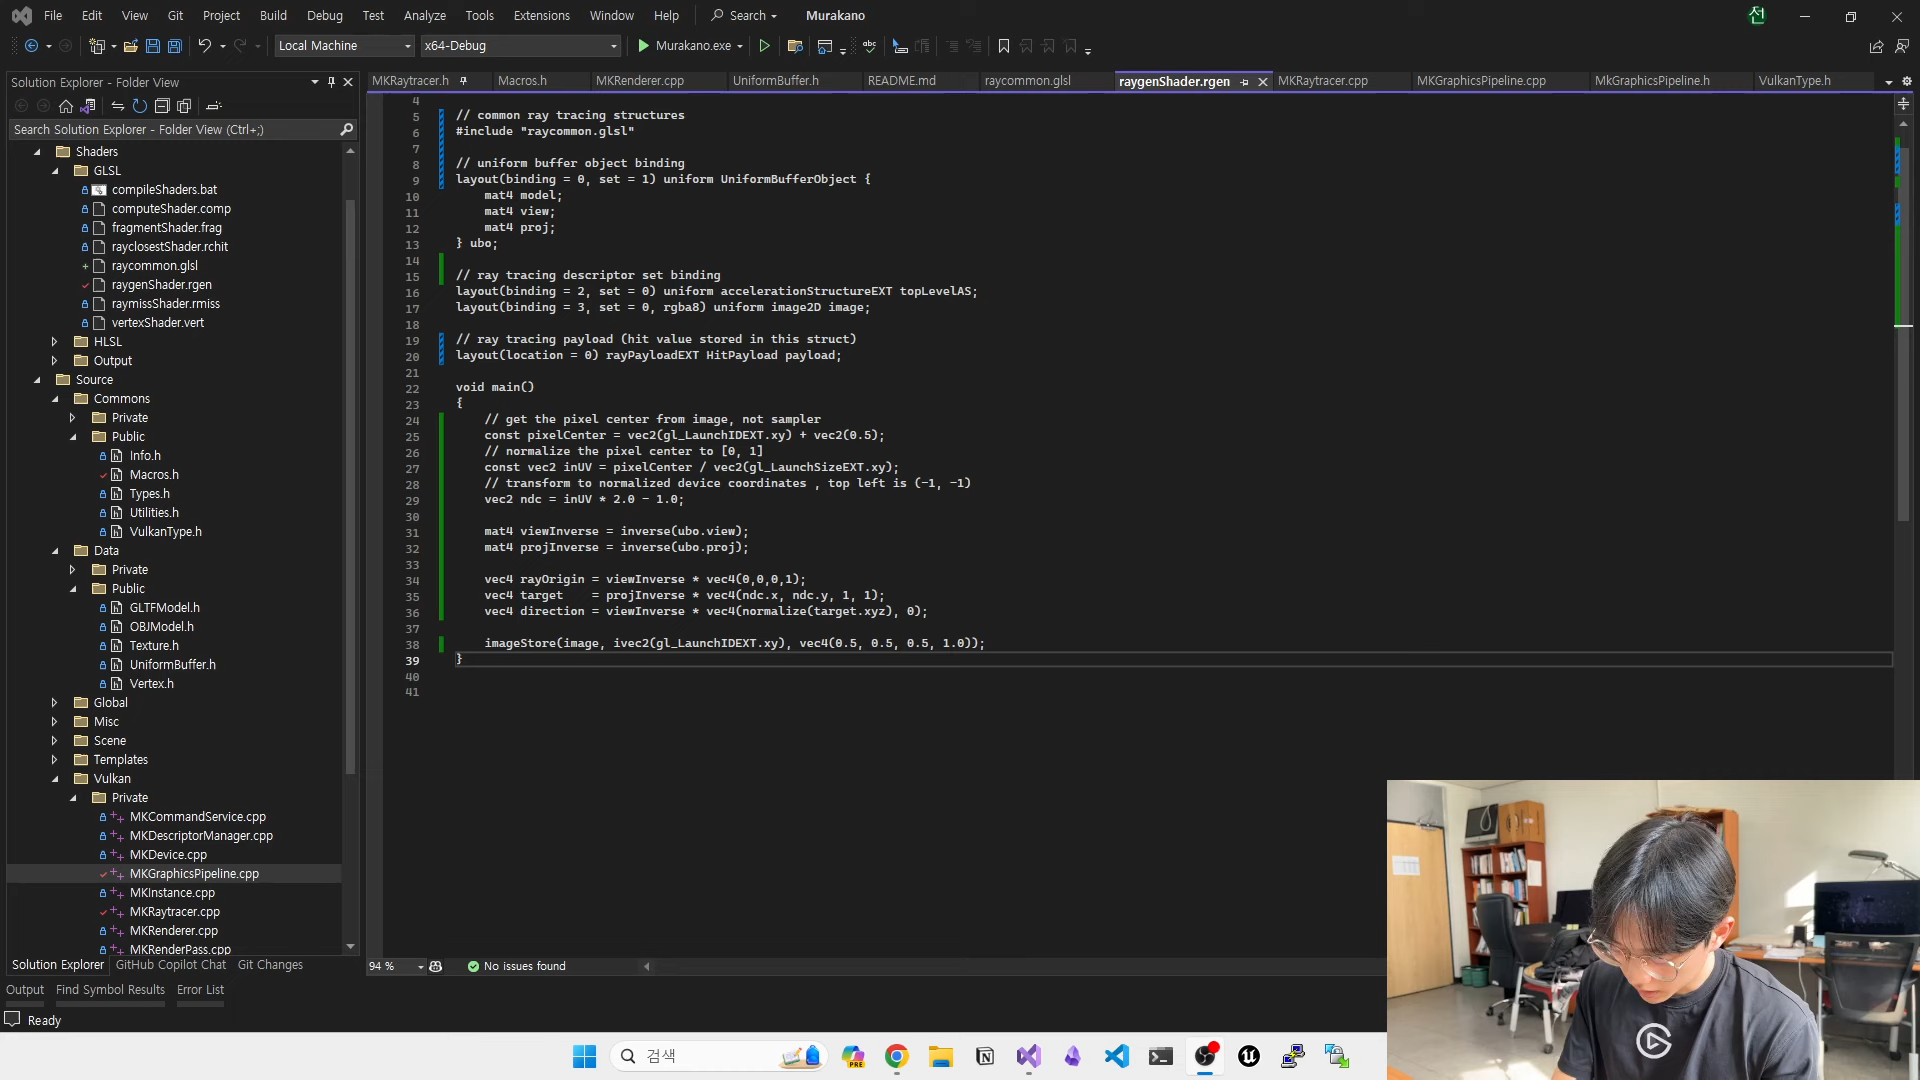 File Edit View Git Project Build Debug Test Analyze Tools Extensions Window Help Search Murakano 선
Local Machine x64-Debug Murakano.exe
Solution Explorer - Folder View
Search Solution Explorer - Folder View (Ctrl+;)
Shaders
GLSL
compileShaders.bat
computeShader.comp
fragmentShader.frag
rayclosestShader.rchit
raycommon.glsl
raygenShader.rgen
raymissShader.rmiss
vertexShader.vert
HLSL
Output
Source
Commons
Private
Public
Info.h
Macros.h
Types.h
Utilities.h
VulkanType.h
Data
Private
Public
GLTFModel.h
OBJModel.h
Texture.h
UniformBuffer.h
Vertex.h
Global
Misc
Scene
Templates
Vulkan
Private
MKCommandService.cpp
MKDescriptorManager.cpp
MKDevice.cpp
MKGraphicsPipeline.cpp
MKInstance.cpp
MKRaytracer.cpp
MKRenderer.cpp
MKRenderPass.cpp
Solution Explorer GitHub Copilot Chat Git Changes
MKRaytracer.h Macros.h MKRenderer.cpp UniformBuffer.h README.md raycommon.glsl raygenShader.rgen MKRaytracer.cpp MKGraphicsPipeline.cpp MkGraphicsPipeline.h VulkanType.h
4
5 // common ray tracing structures
6 #include "raycommon.glsl"
7
8 // uniform buffer object binding
9 layout(binding = 0, set = 1) uniform UniformBufferObject {
10 mat4 model;
11 mat4 view;
12 mat4 proj;
13 } ubo;
14
15 // ray tracing descriptor set binding
16 layout(binding = 2, set = 0) uniform accelerationStructureEXT topLevelAS;
17 layout(binding = 3, set = 0, rgba8) uniform image2D image;
18
19 // ray tracing payload (hit value stored in this struct)
20 layout(location = 0) rayPayloadEXT HitPayload payload;
21
22 void main()
23 {
24 // get the pixel center from image, not sampler
25 const pixelCenter = vec2(gl_LaunchIDEXT.xy) + vec2(0.5);
26 // normalize the pixel center to [0, 1]
27 const vec2 inUV = pixelCenter / vec2(gl_LaunchSizeEXT.xy);
28 // transform to normalized device coordinates , top left is (-1, -1)
29 vec2 ndc = inUV * 2.0 - 1.0;
30
31 mat4 viewInverse = inverse(ubo.view);
32 mat4 projInverse = inverse(ubo.proj);
33
34 vec4 rayOrigin = viewInverse * vec4(0,0,0,1);
35 vec4 target = projInverse * vec4(ndc.x, ndc.y, 1, 1);
36 vec4 direction = viewInverse * vec4(normalize(target.xyz), 0);
37
38 imageStore(image, ivec2(gl_LaunchIDEXT.xy), vec4(0.5, 0.5, 0.5, 1.0));
39 }
40
41
94 % No issues found
Output Find Symbol Results Error List
Ready
검색
PRE